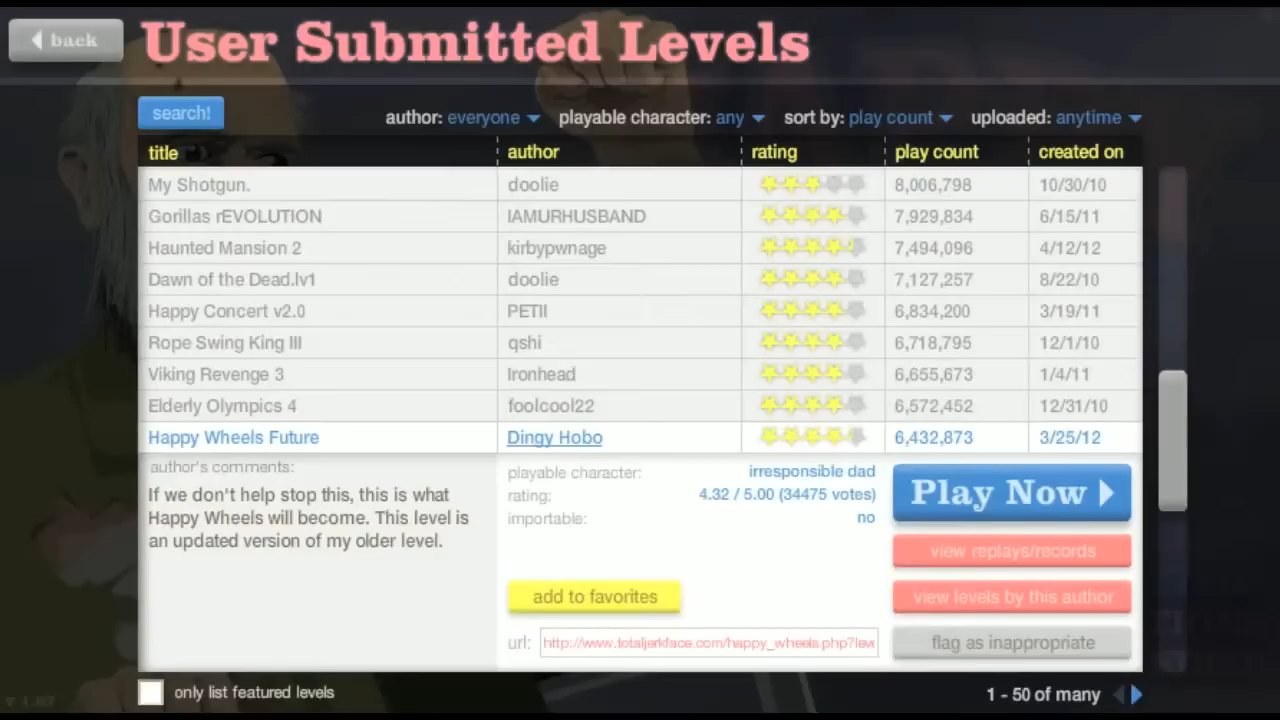 back
User Submitted Levels
search!
author: everyone playable character: any sort by: play count uploaded: anytime
title author rating play count created on
My Shotgun. doolie 8,006,798 10/30/10
Gorillas rEVOLUTION IAMURHUSBAND 7,929,834 6/15/11
Haunted Mansion 2 kirbypwnage 7,494,096 4/12/12
Dawn of the Dead.lv1 doolie 7,127,257 8/22/10
Happy Concert v2.0 PETII 6,834,200 3/19/11
Rope Swing King III qshi 6,718,795 12/1/10
Viking Revenge 3 Ironhead 6,655,673 1/4/11
Elderly Olympics 4 foolcool22 6,572,452 12/31/10
Happy Wheels Future Dingy Hobo 6,432,873 3/25/12
author's comments:
If we don't help stop this, this is what
Happy Wheels will become. This level is
an updated version of my older level.
playable character: irresponsible dad
rating: 4.32 / 5.00 (34475 votes)
importable: no
add to favorites
url: http://www.totaljerkface.com/happy_wheels.php?leve
Play Now
view replays/records
view levels by this author
flag as inappropriate
only list featured levels
1 - 50 of many